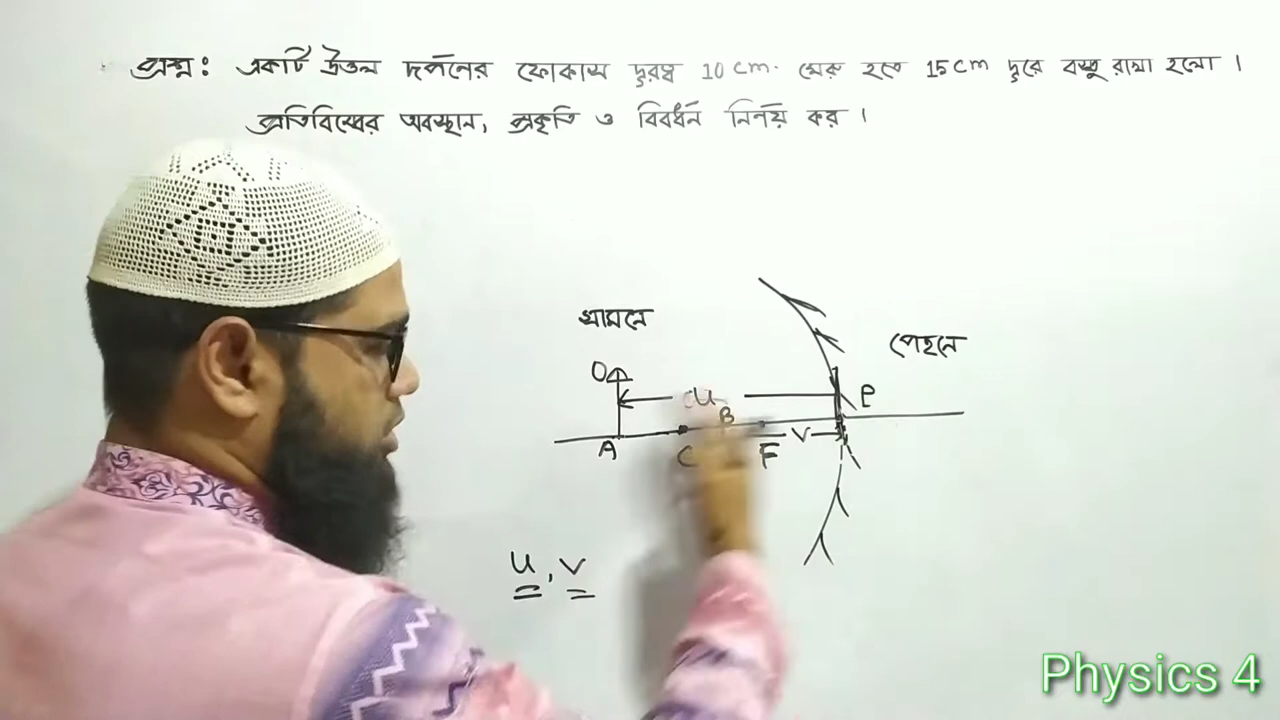 প্রশ্ন: একটি উত্তল দর্পনের ফোকাস দূরত্ব 10 cm. মেরু হতে 15 cm দূরে বস্তু রাখা হলো।
প্রতিবিম্বের অবস্থান, প্রকৃতি ও বিবর্ধন নির্ণয় কর।
সামনে
পেছনে
O
u
P
B
A
C
F
v
u, v
Physics 4